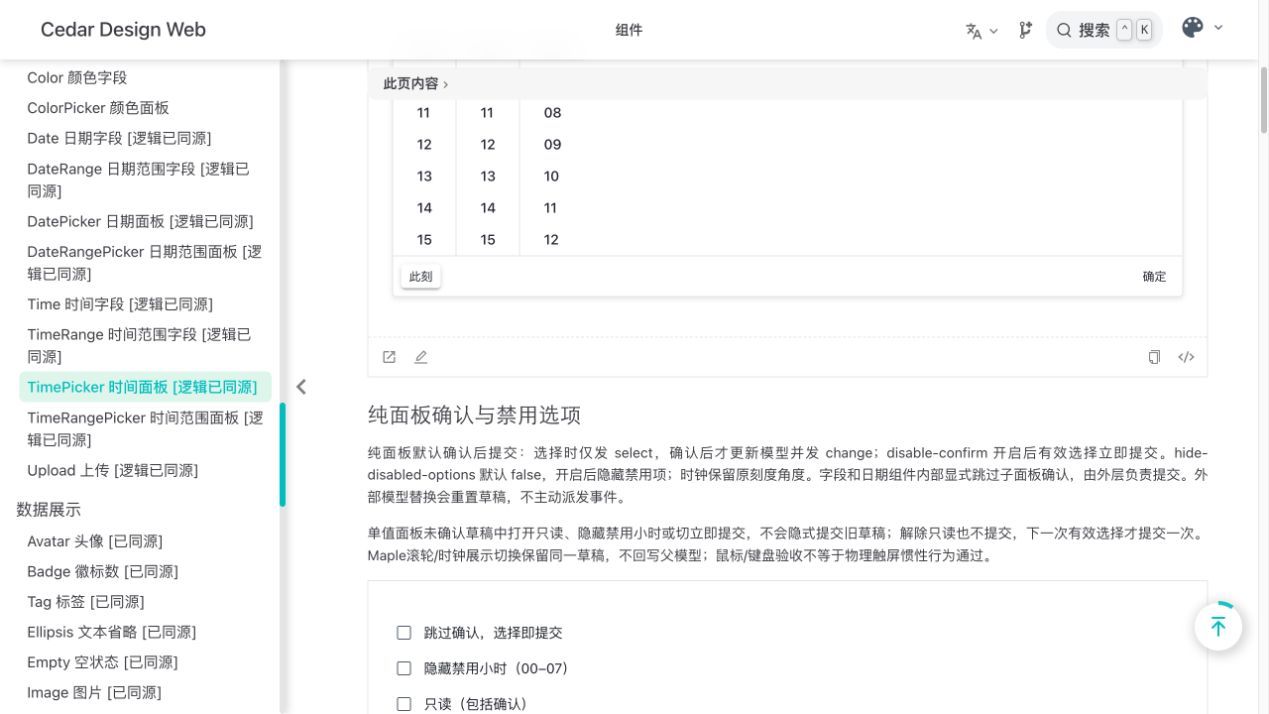 Cedar Design Web
组件
搜索 ^ K
Color 颜色字段
ColorPicker 颜色面板
Date 日期字段 [逻辑已同源]
DateRange 日期范围字段 [逻辑已
同源]
DatePicker 日期面板 [逻辑已同源]
DateRangePicker 日期范围面板 [逻
辑已同源]
Time 时间字段 [逻辑已同源]
TimeRange 时间范围字段 [逻辑已
同源]
TimePicker 时间面板 [逻辑已同源]
TimeRangePicker 时间范围面板 [逻
辑已同源]
Upload 上传 [逻辑已同源]
数据展示
Avatar 头像 [已同源]
Badge 徽标数 [已同源]
Tag 标签 [已同源]
Ellipsis 文本省略 [已同源]
Empty 空状态 [已同源]
Image 图片 [已同源]
此页内容 ›
11 11 08
12 12 09
13 13 10
14 14 11
15 15 12
此刻 确定
纯面板确认与禁用选项
纯面板默认确认后提交：选择时仅发 select，确认后才更新模型并发 change；disable-confirm 开启后有效选择立即提交。hide-
disabled-options 默认 false，开启后隐藏禁用项；时钟保留原刻度角度。字段和日期组件内部显式跳过子面板确认，由外层负责提交。外
部模型替换会重置草稿，不主动派发事件。
单值面板未确认草稿中打开只读、隐藏禁用小时或切立即提交，不会隐式提交旧草稿；解除只读也不提交，下一次有效选择才提交一次。
Maple滚轮/时钟展示切换保留同一草稿，不回写父模型；鼠标/键盘验收不等于物理触屏惯性行为通过。
跳过确认，选择即提交
隐藏禁用小时（00–07）
只读（包括确认）